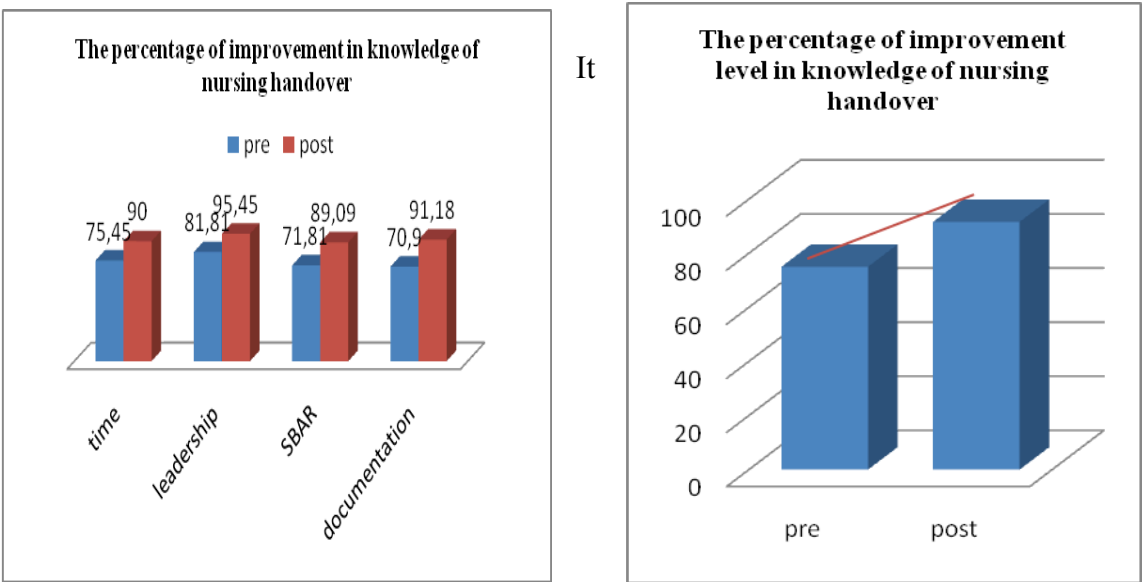 The percentage of improvement in knowledge of
nursing handover
pre post
75,45 90 81,81 95,45 71,81 89,09 70,9 91,18
time leadership SBAR documentation
It
The percentage of improvement
level in knowledge of nursing
handover
100
80
60
40
20
0
pre post